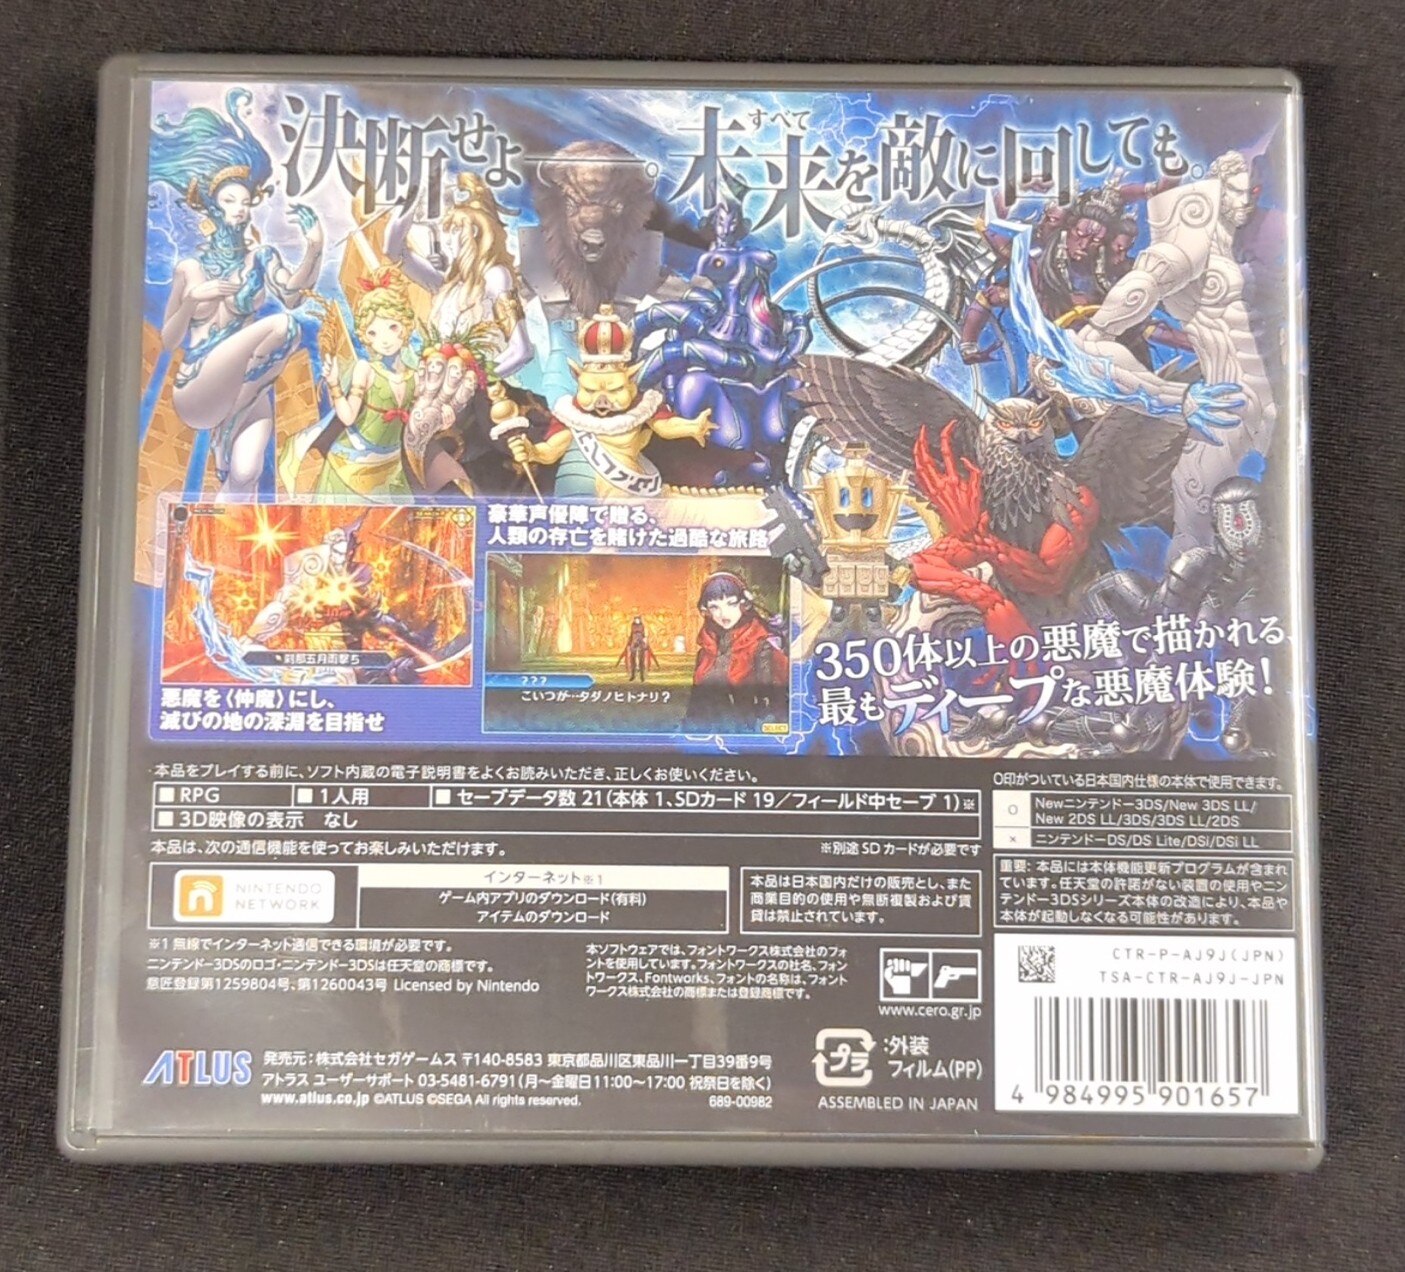 決断せよ――。未来を敵に回しても。
すべて
豪華声優陣で贈る、
人類の存亡を賭けた過酷な旅路
刹那五月雨撃5
悪魔を〈仲魔〉にし、
滅びの地の深淵を目指せ
???
こいつが…タダノヒトナリ?
SELECT
350体以上の悪魔で描かれる、
最もディープな悪魔体験!
本品をプレイする前に、ソフト内蔵の電子説明書をよくお読みいただき、正しくお使いください。
■RPG ■1人用 ■セーブデータ数 21(本体 1、SDカード 19/フィールド中セーブ 1)※
■3D映像の表示 なし
本品は、次の通信機能を使ってお楽しみいただけます。 ※別途SDカードが必要です
NINTENDO
NETWORK
インターネット※1
ゲーム内アプリのダウンロード(有料)
アイテムのダウンロード
本品は日本国内だけの販売とし、また
商業目的の使用や無断複製および賃
貸は禁止されています。
O印がついている日本国内仕様の本体で使用できます。
○ Newニンテンドー3DS/New 3DS LL/
New 2DS LL/3DS/3DS LL/2DS
× ニンテンドーDS/DS Lite/DSi/DSi LL
重要: 本品には本体機能更新プログラムが含まれ
ています。任天堂の許諾がない装置の使用やニン
テンドー3DSシリーズ本体の改造により、本品や
本体が起動しなくなる可能性があります。
※1 無線でインターネット通信できる環境が必要です。
ニンテンドー3DSのロゴ・ニンテンドー3DSは任天堂の商標です。
意匠登録第1259804号、第1260043号 Licensed by Nintendo
本ソフトウェアでは、フォントワークス株式会社のフォ
ントを使用しています。フォントワークスの社名、フォン
トワークス、Fontworks、フォントの名称は、フォント
ワークス株式会社の商標または登録商標です。
www.cero.gr.jp
CTR-P-AJ9J(JPN)
TSA-CTR-AJ9J-JPN
4 984995 901657
ATLUS
発売元:株式会社セガゲームス 〒140-8583 東京都品川区東品川一丁目39番9号
アトラス ユーザーサポート 03-5481-6791(月~金曜日11:00~17:00 祝祭日を除く)
www.atlus.co.jp ©ATLUS ©SEGA All rights reserved. 689-00982
プラ
:外装
フィルム(PP)
ASSEMBLED IN JAPAN